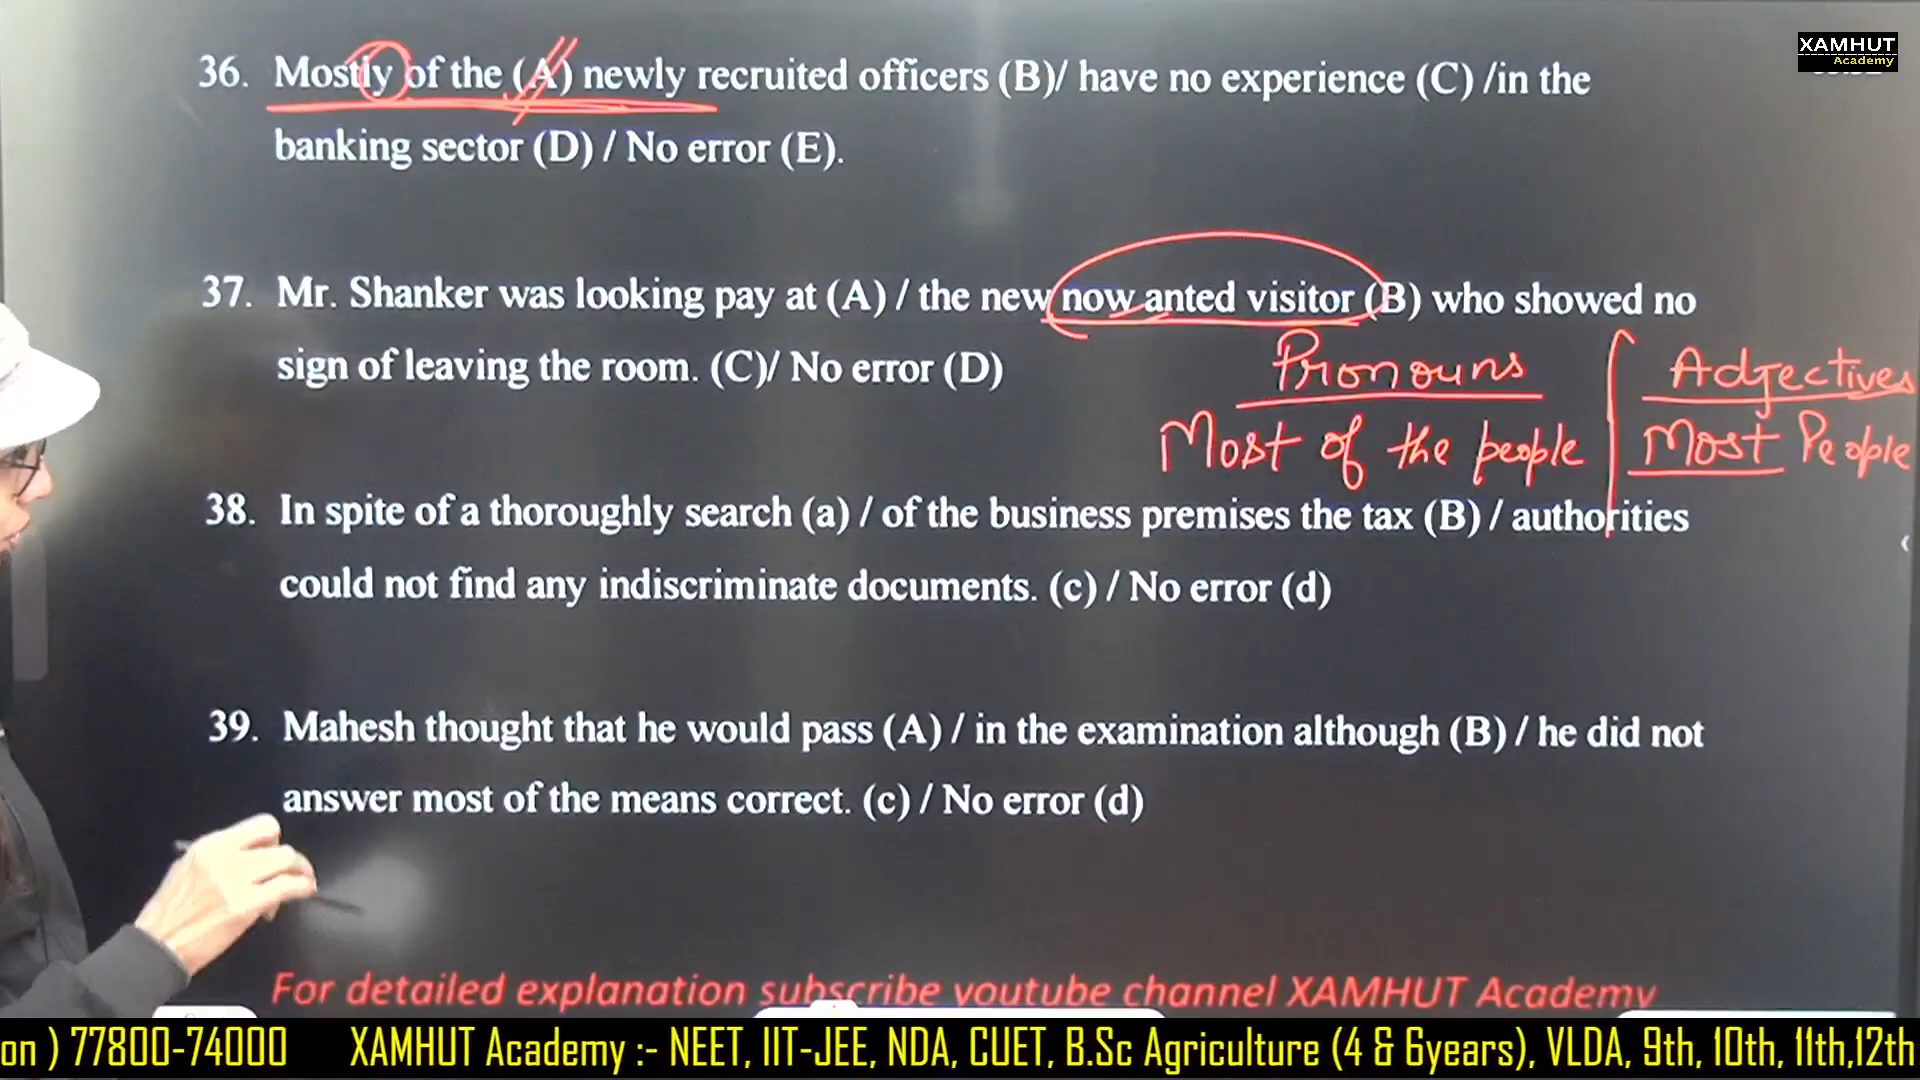 XAMHUT
Academy
36. Mostly of the (A) newly recruited officers (B)/ have no experience (C) /in the
banking sector (D) / No error (E).
37. Mr. Shanker was looking pay at (A) / the new now anted visitor (B) who showed no
sign of leaving the room. (C)/ No error (D)
Pronouns
Adjectives
Most of the people
Most People
38. In spite of a thoroughly search (a) / of the business premises the tax (B) / authorities
could not find any indiscriminate documents. (c) / No error (d)
39. Mahesh thought that he would pass (A) / in the examination although (B) / he did not
answer most of the means correct. (c) / No error (d)
For detailed explanation subscribe youtube channel XAMHUT Academy
on ) 77800-74000 XAMHUT Academy :- NEET, IIT-JEE, NDA, CUET, B.Sc Agriculture (4 & 6years), VLDA, 9th, 10th, 11th,12th